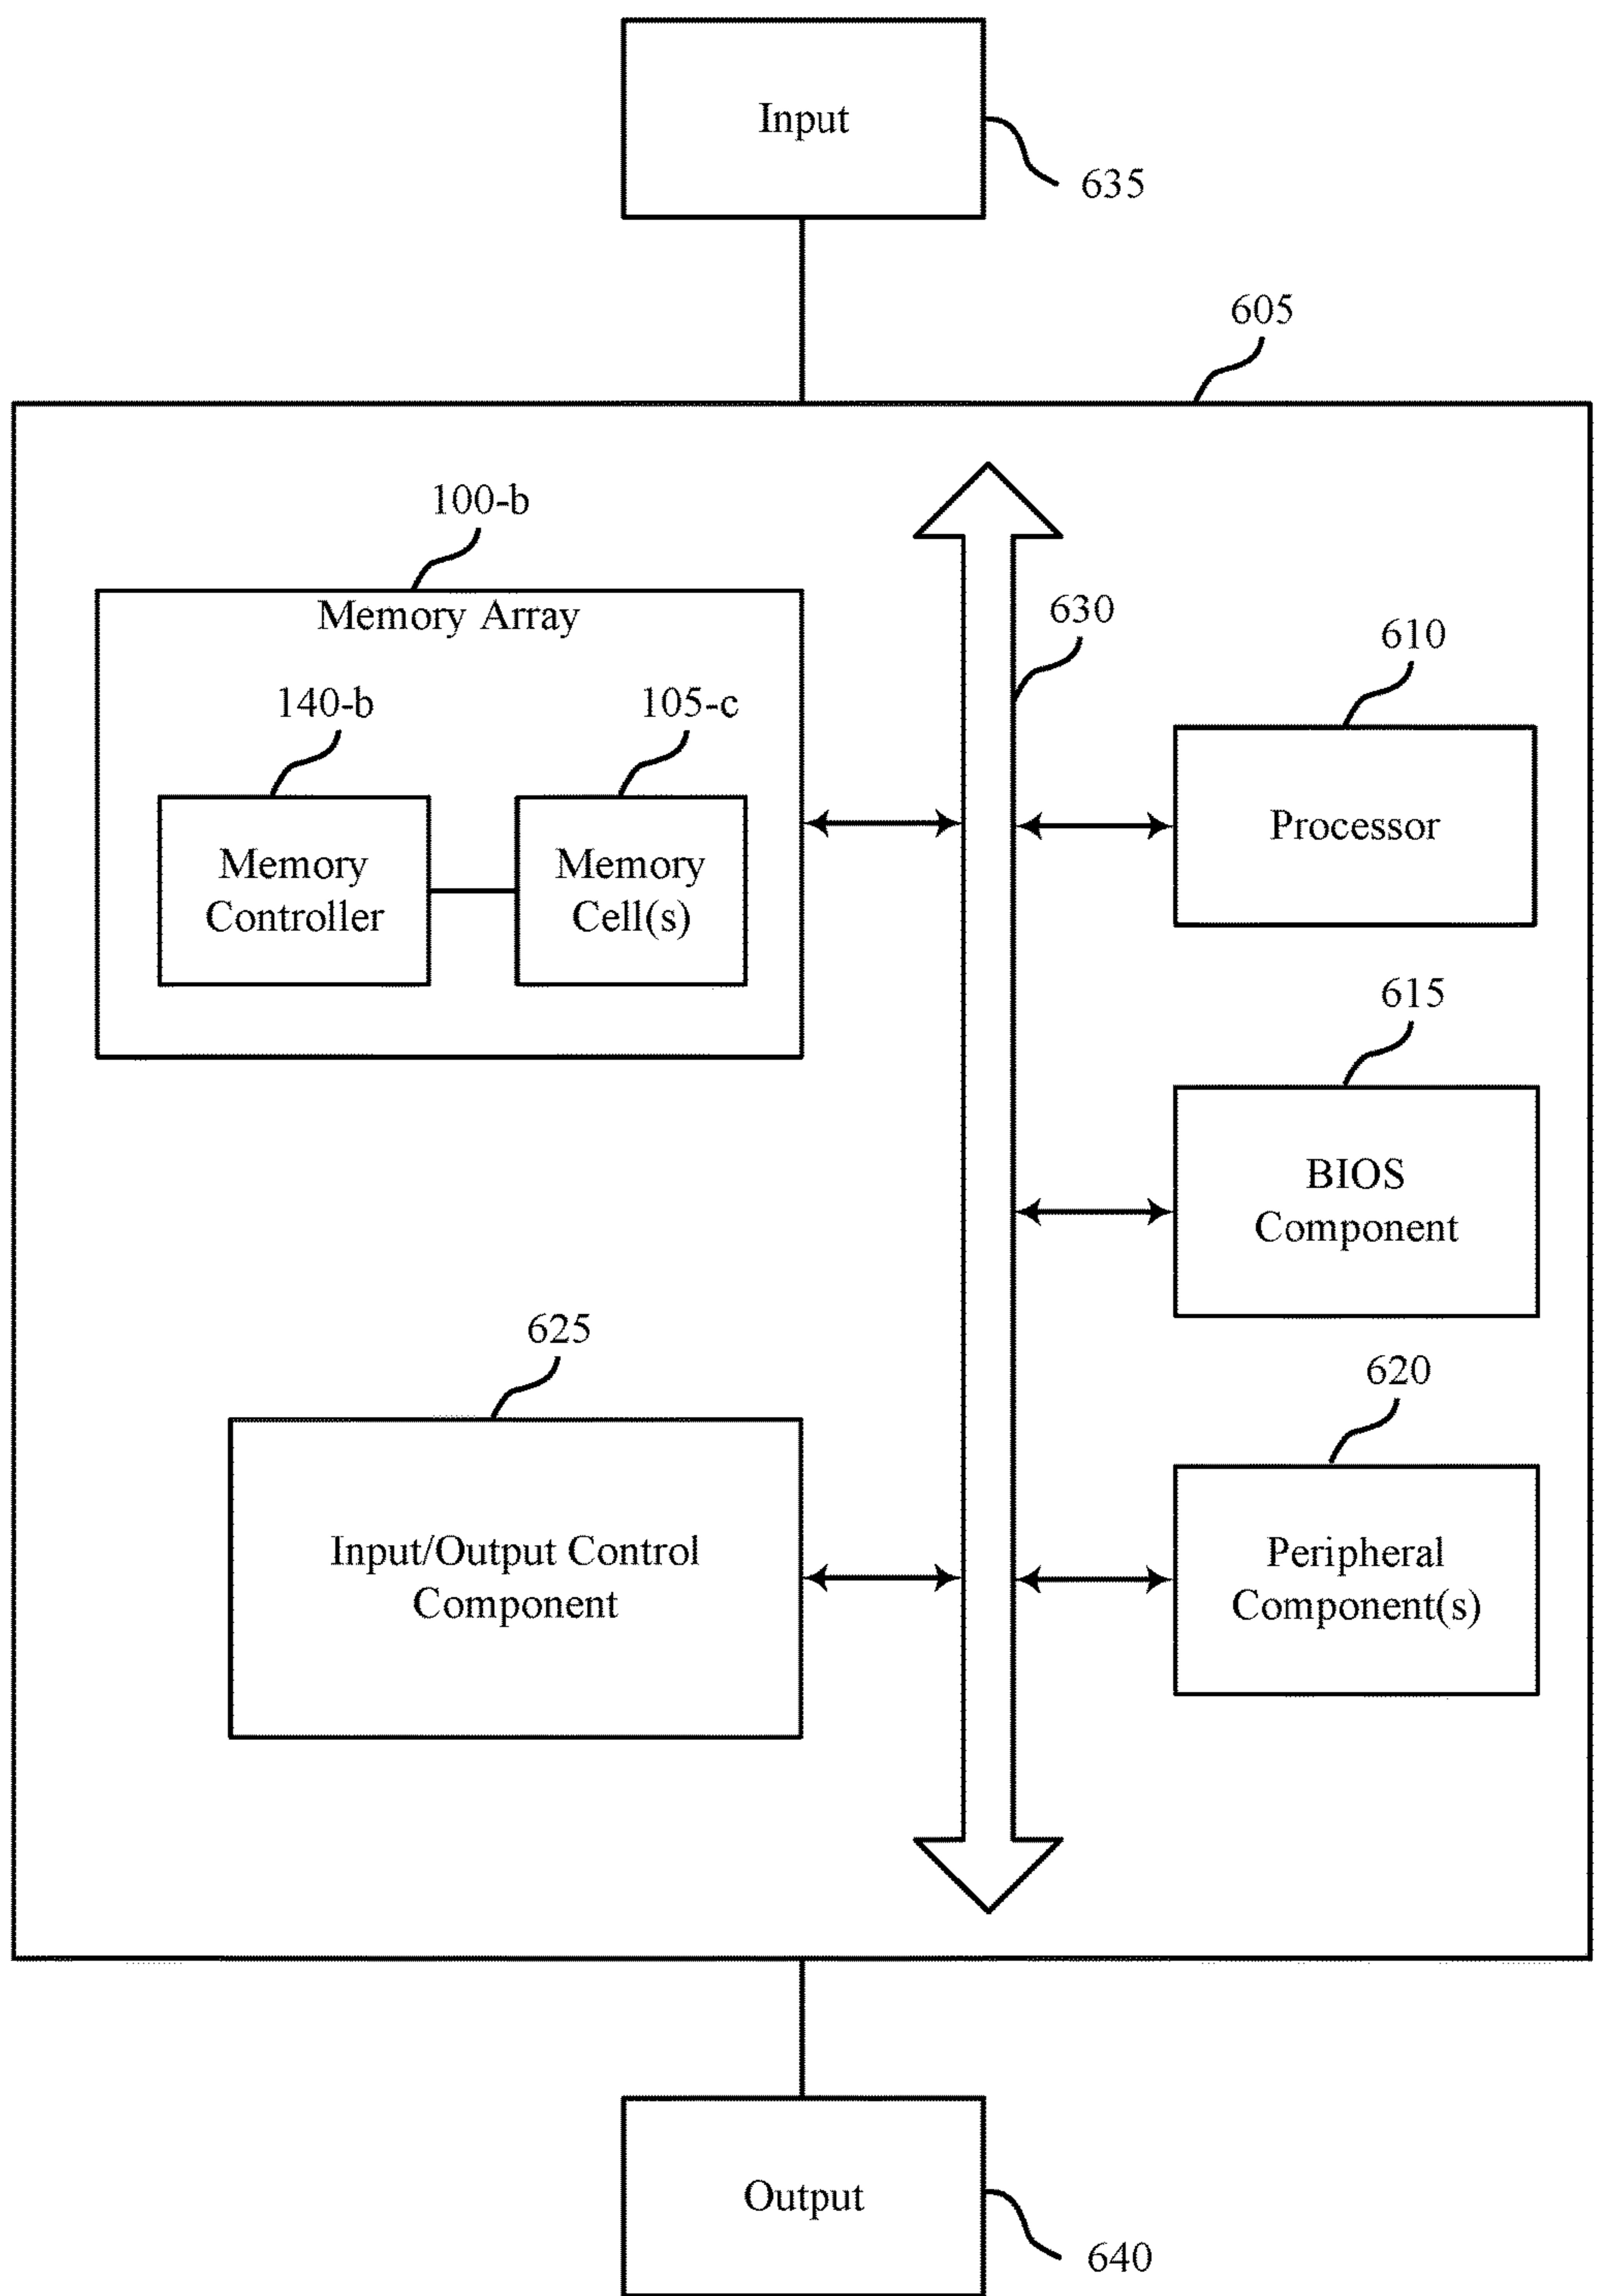 Input
635
605
100-b
Memory Array
630
610
140-b
105-c
Memory
Controller
Memory
Cell(s)
Processor
615
BIOS
Component
625
620
Input/Output Control
Component
Peripheral
Component(s)
Output
640